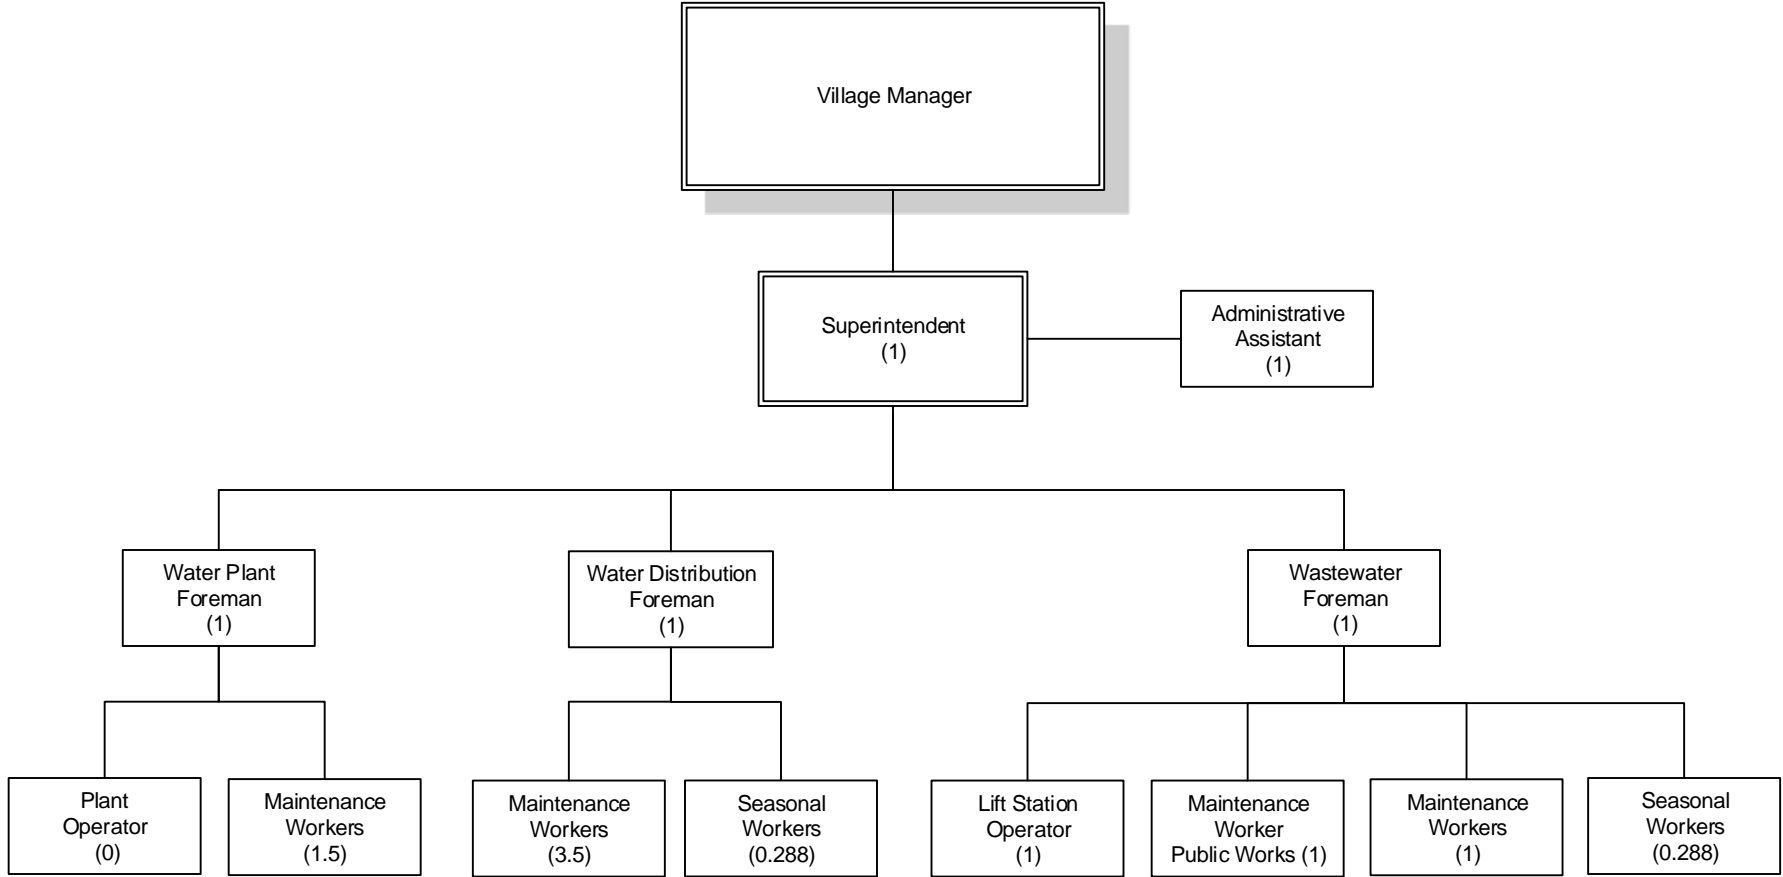 Village Manager
Superintendent
(1)
Administrative
Assistant
(1)
Water Plant
Foreman
(1)
Water Distribution
Foreman
(1)
Wastewater
Foreman
(1)
Plant
Operator
(0)
Maintenance
Workers
(1.5)
Maintenance
Workers
(3.5)
Seasonal
Workers
(0.288)
Lift Station
Operator
(1)
Maintenance
Worker
Public Works (1)
Maintenance
Workers
(1)
Seasonal
Workers
(0.288)